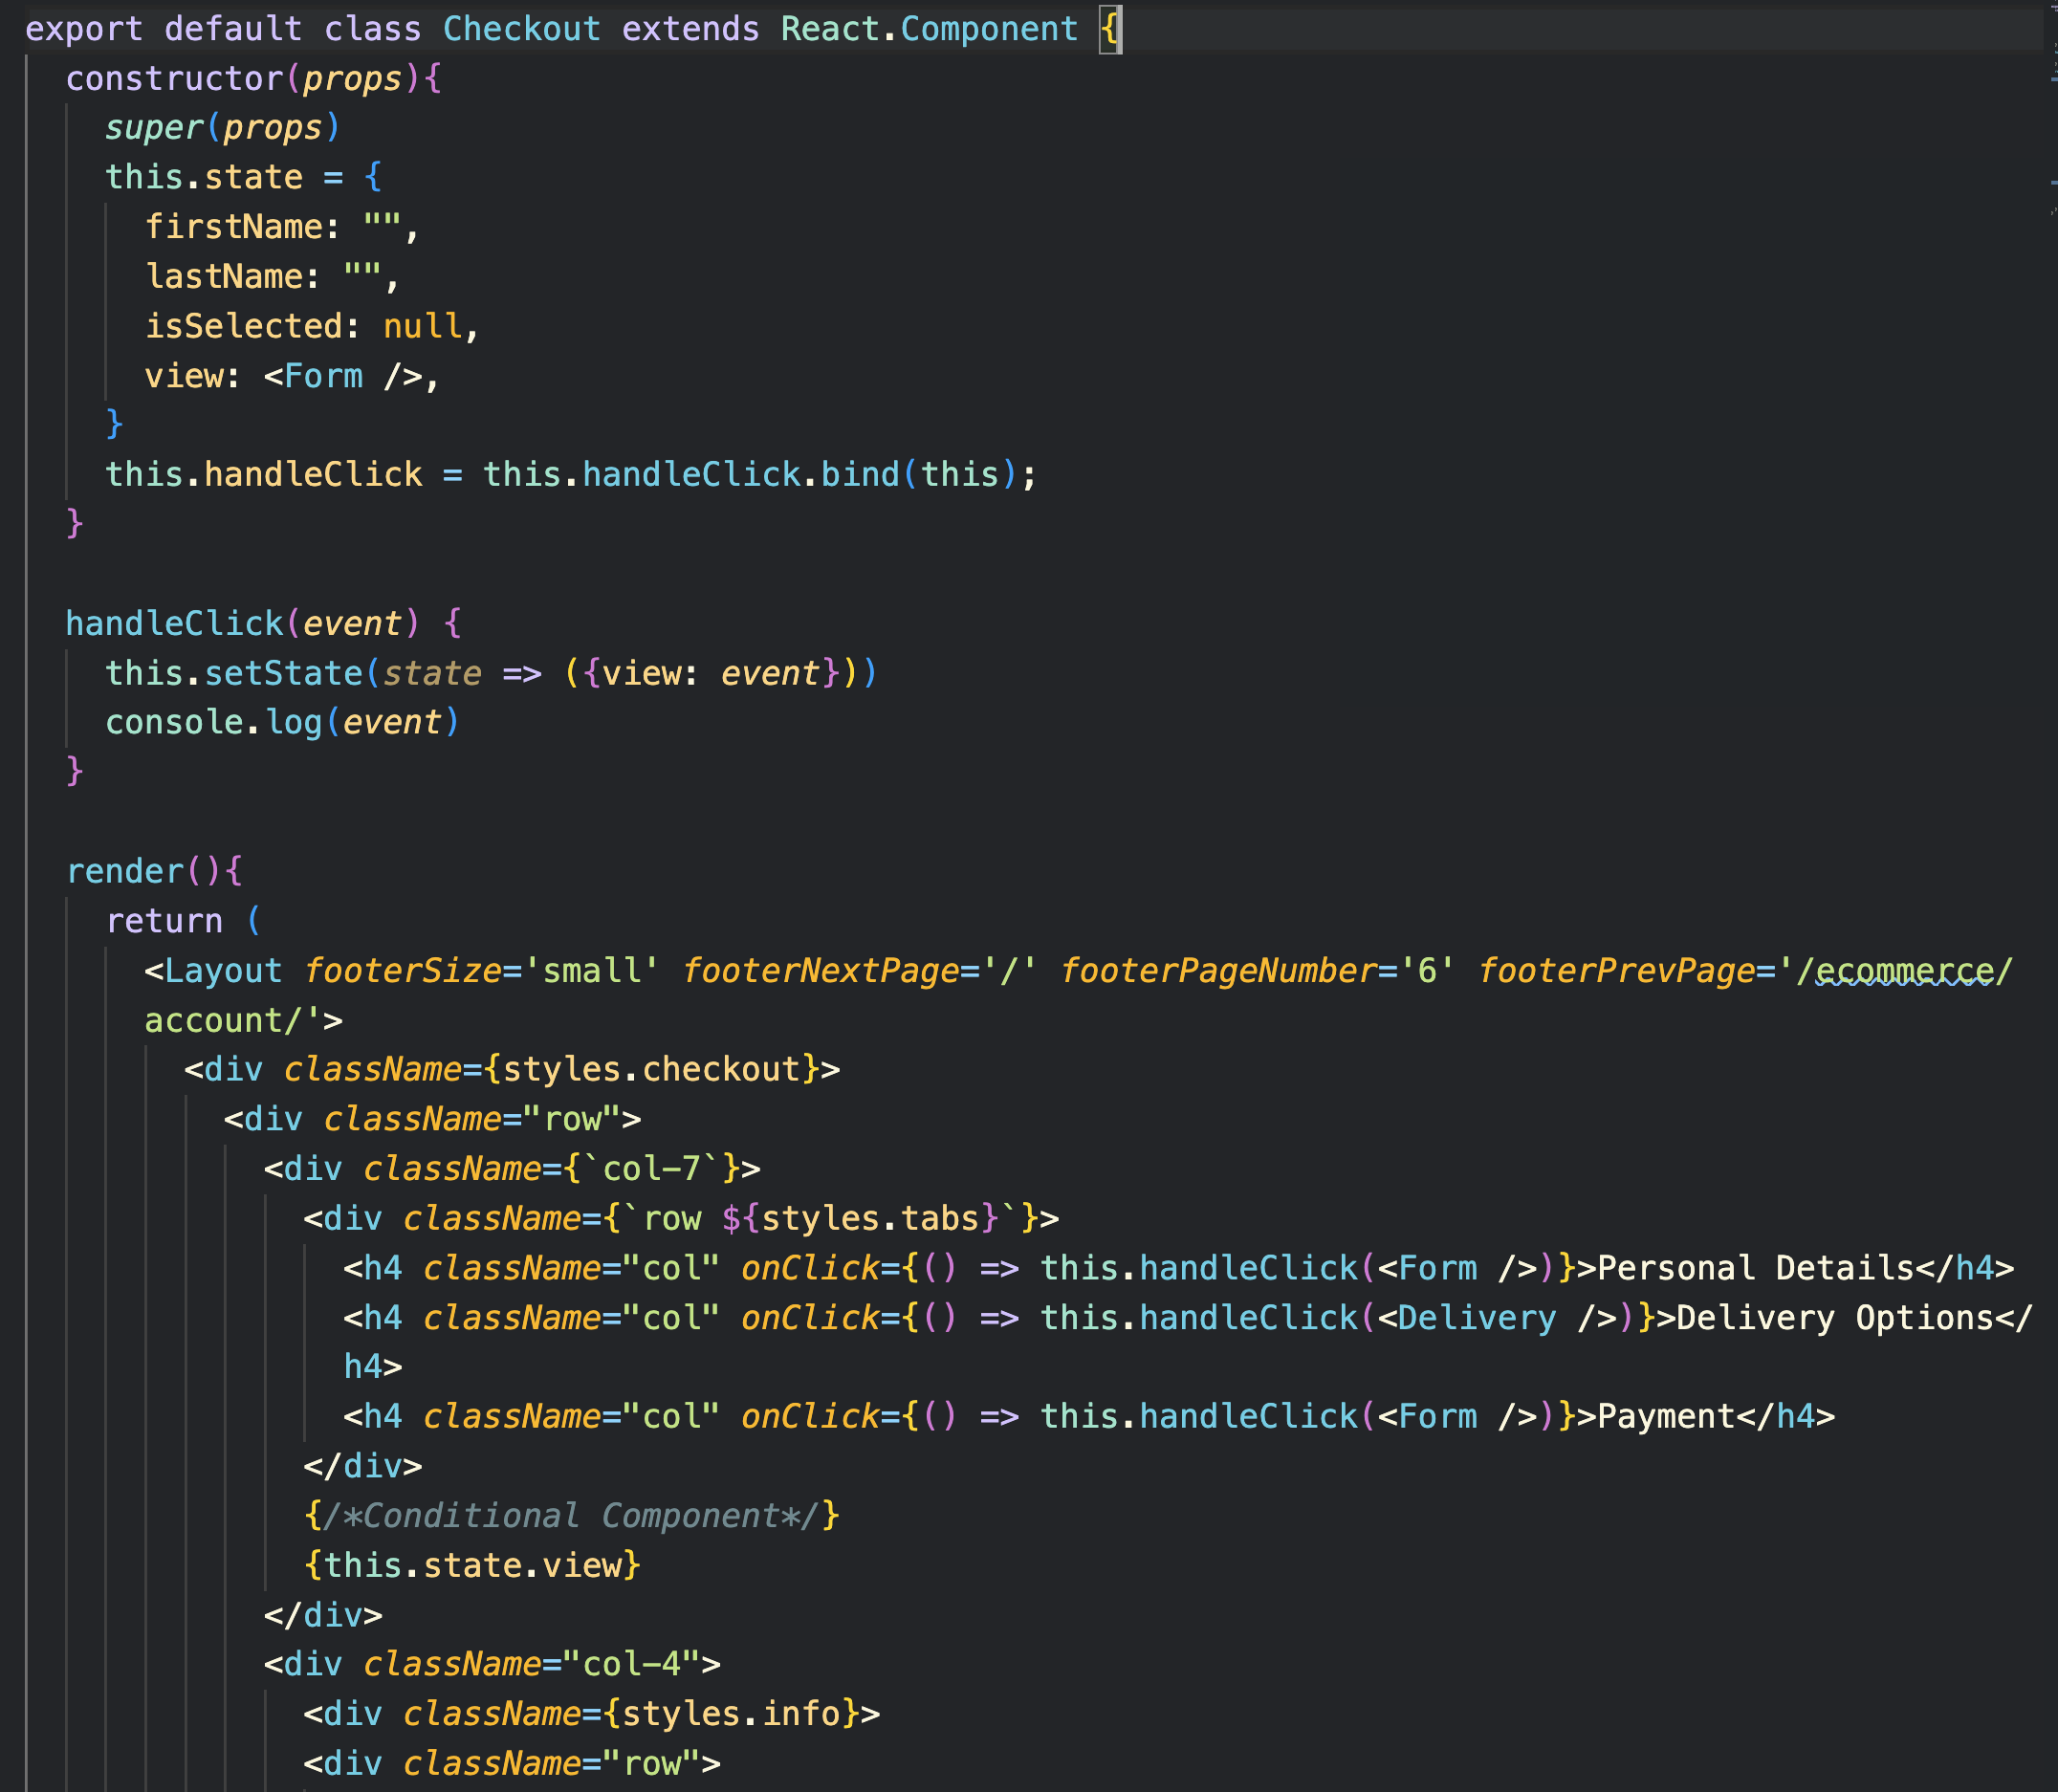 export default class Checkout extends React.Component {
constructor(props){
super(props)
this.state = {
firstName: "",
lastName: "",
isSelected: null,
view: <Form />,
}
this.handleClick = this.handleClick.bind(this);
}
handleClick(event) {
this.setState(state => ({view: event}))
console.log(event)
}
render(){
return (
<Layout footerSize='small' footerNextPage='/' footerPageNumber='6' footerPrevPage='/ecommerce/
account/'>
<div className={styles.checkout}>
<div className="row">
<div className={`col-7`}>
<div className={`row ${styles.tabs}`}>
<h4 className="col" onClick={() => this.handleClick(<Form />)}>Personal Details</h4>
<h4 className="col" onClick={() => this.handleClick(<Delivery />)}>Delivery Options</
h4>
<h4 className="col" onClick={() => this.handleClick(<Form />)}>Payment</h4>
</div>
{/*Conditional Component*/}
{this.state.view}
</div>
<div className="col-4">
<div className={styles.info}>
<div className="row">